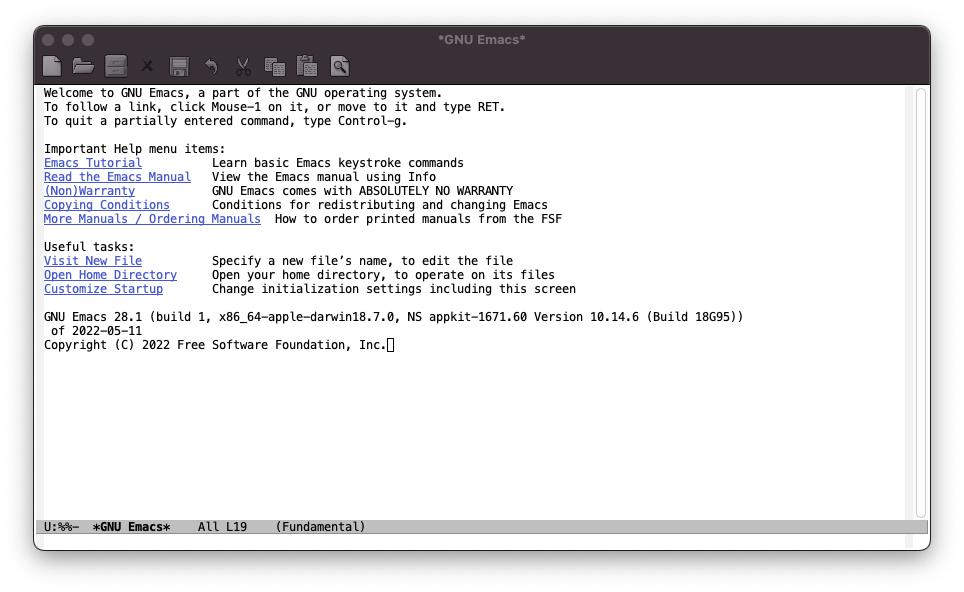 *GNU Emacs*
Welcome to GNU Emacs, a part of the GNU operating system.
To follow a link, click Mouse-1 on it, or move to it and type RET.
To quit a partially entered command, type Control-g.
Important Help menu items:
Emacs Tutorial Learn basic Emacs keystroke commands
Read the Emacs Manual View the Emacs manual using Info
(Non)Warranty GNU Emacs comes with ABSOLUTELY NO WARRANTY
Copying Conditions Conditions for redistributing and changing Emacs
More Manuals / Ordering Manuals How to order printed manuals from the FSF
Useful tasks:
Visit New File Specify a new file’s name, to edit the file
Open Home Directory Open your home directory, to operate on its files
Customize Startup Change initialization settings including this screen
GNU Emacs 28.1 (build 1, x86_64-apple-darwin18.7.0, NS appkit-1671.60 Version 10.14.6 (Build 18G95))
of 2022-05-11
Copyright (C) 2022 Free Software Foundation, Inc.
U:%%- *GNU Emacs* All L19 (Fundamental)